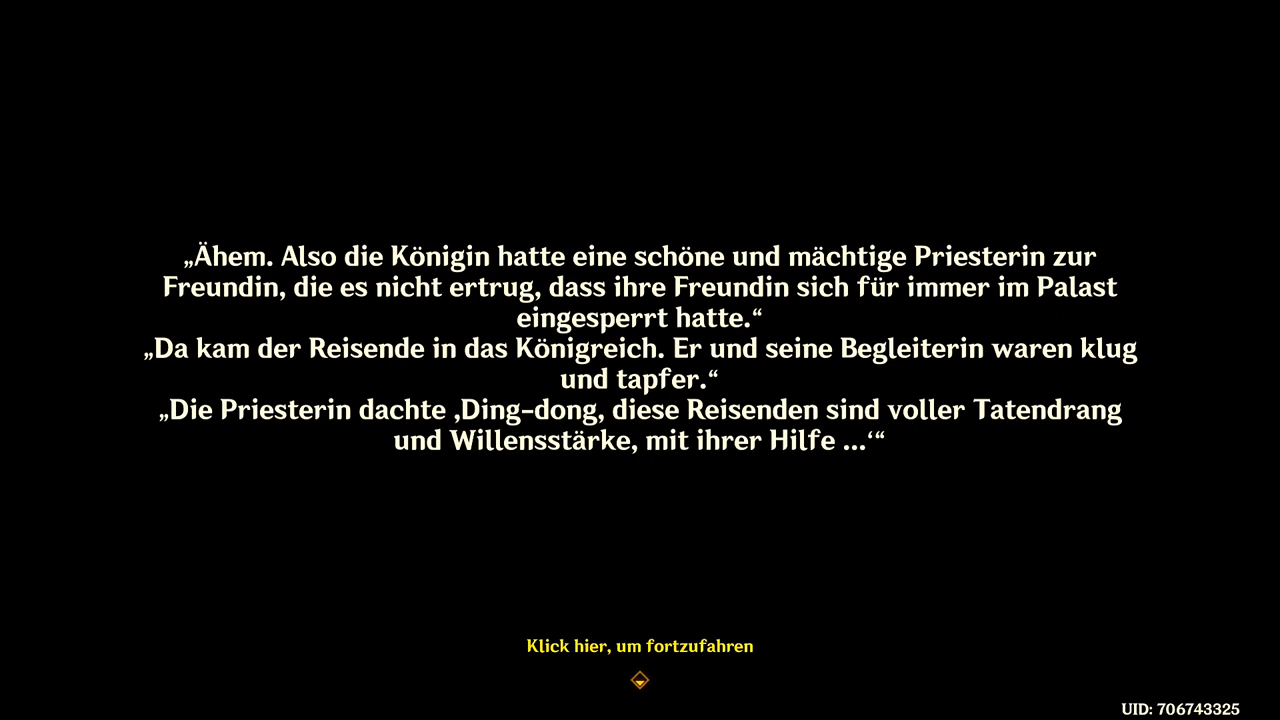 „Ähem. Also die Königin hatte eine schöne und mächtige Priesterin zur
Freundin, die es nicht ertrug, dass ihre Freundin sich für immer im Palast
eingesperrt hatte.“
„Da kam der Reisende in das Königreich. Er und seine Begleiterin waren klug
und tapfer.“
„Die Priesterin dachte ‚Ding-dong, diese Reisenden sind voller Tatendrang
und Willensstärke, mit ihrer Hilfe ...‘“
Klick hier, um fortzufahren
UID: 706743325